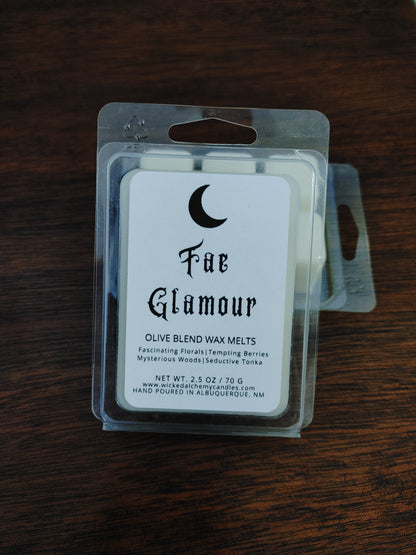 Fae
Glamour
OLIVE BLEND WAX MELTS
Fascinating Florals|Tempting Berries
Mysterious Woods|Seductive Tonka
NET WT. 2.5 OZ / 70 G
www.wickedalchemycandles.com
HAND POURED IN ALBUQUERQUE, NM